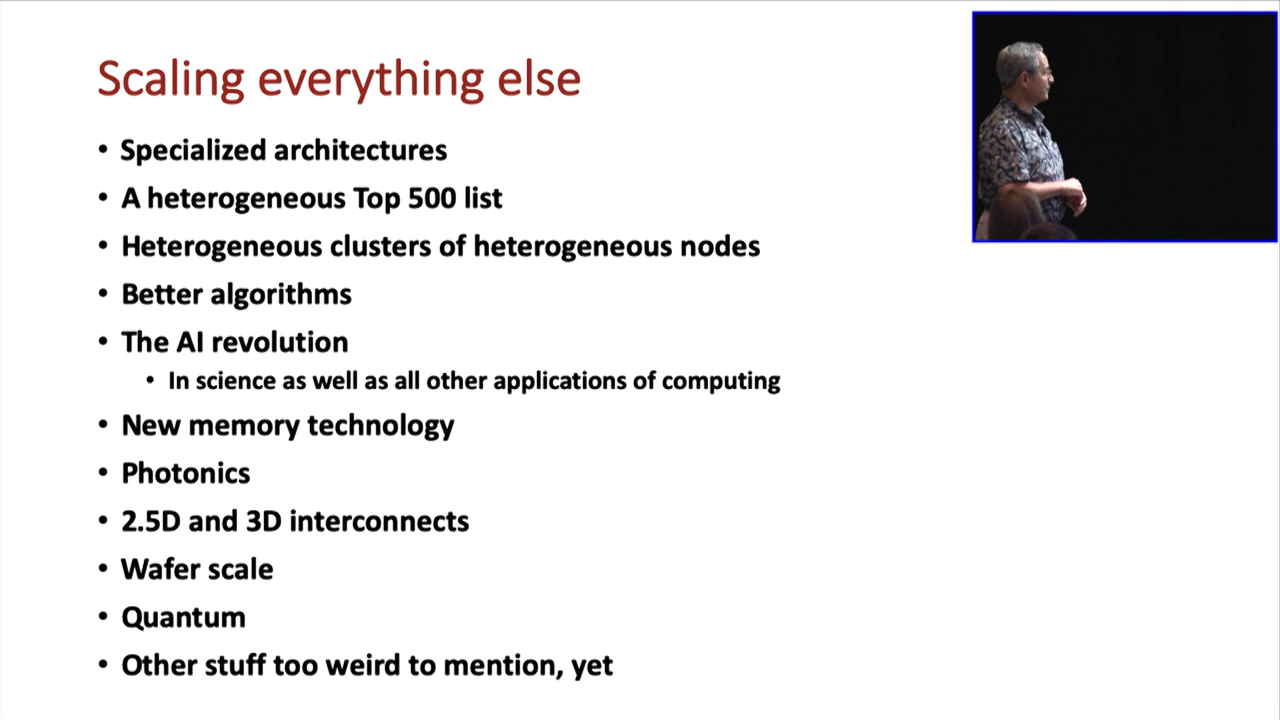 Scaling everything else
• Specialized architectures
• A heterogeneous Top 500 list
• Heterogeneous clusters of heterogeneous nodes
• Better algorithms
• The AI revolution
• In science as well as all other applications of computing
• New memory technology
• Photonics
• 2.5D and 3D interconnects
• Wafer scale
• Quantum
• Other stuff too weird to mention, yet